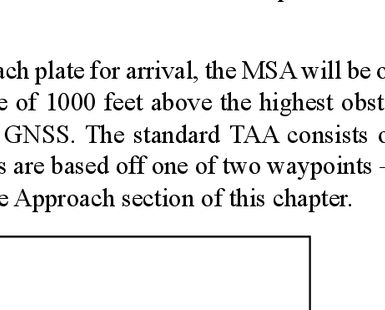 ach plate for arrival, the MSA will be o
e of 1000 feet above the highest obst
GNSS. The standard TAA consists o
s are based off one of two waypoints -
e Approach section of this chapter.